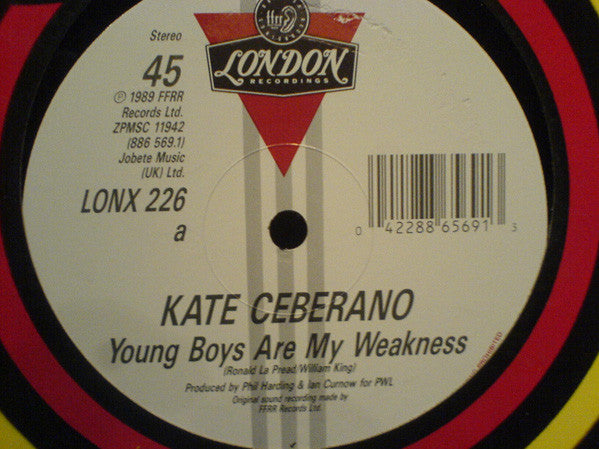 ffrr
LONDON
RECORDINGS
Stereo
45
℗ 1989 FFRR
Records Ltd.
ZPMSC 11942
(886 569.1)
Jobete Music
(UK) Ltd.
LONX 226
a
0 42288 65691 3
KATE CEBERANO
Young Boys Are My Weakness
(Ronald La Pread/William King)
Produced by Phil Harding & Ian Curnow for PWL
Original sound recording made by
FFRR Records Ltd.
PROHIBITED